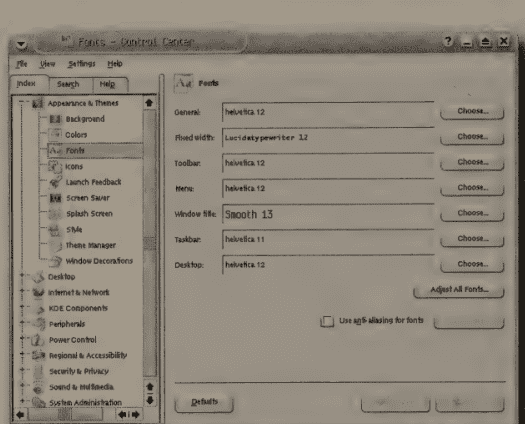 Fonts - Control Center
File View Settings Help
Index Search Help
Appearance & Themes
Background
Colors
Fonts
Icons
Launch Feedback
Screen Saver
Splash Screen
Style
Theme Manager
Window Decorations
Desktop
Internet & Network
KDE Components
Peripherals
Power Control
Regional & Accessibility
Security & Privacy
Sound & Multimedia
System Administration
Fonts
General: helvetica 12 Choose...
Fixed width: Lucidatypewriter 12 Choose...
Toolbar: helvetica 12 Choose...
Menu: helvetica 12 Choose...
Window title: Smooth 13 Choose...
Taskbar: helvetica 11 Choose...
Desktop: helvetica 12 Choose...
Adjust All Fonts...
Use anti-aliasing for fonts
Defaults